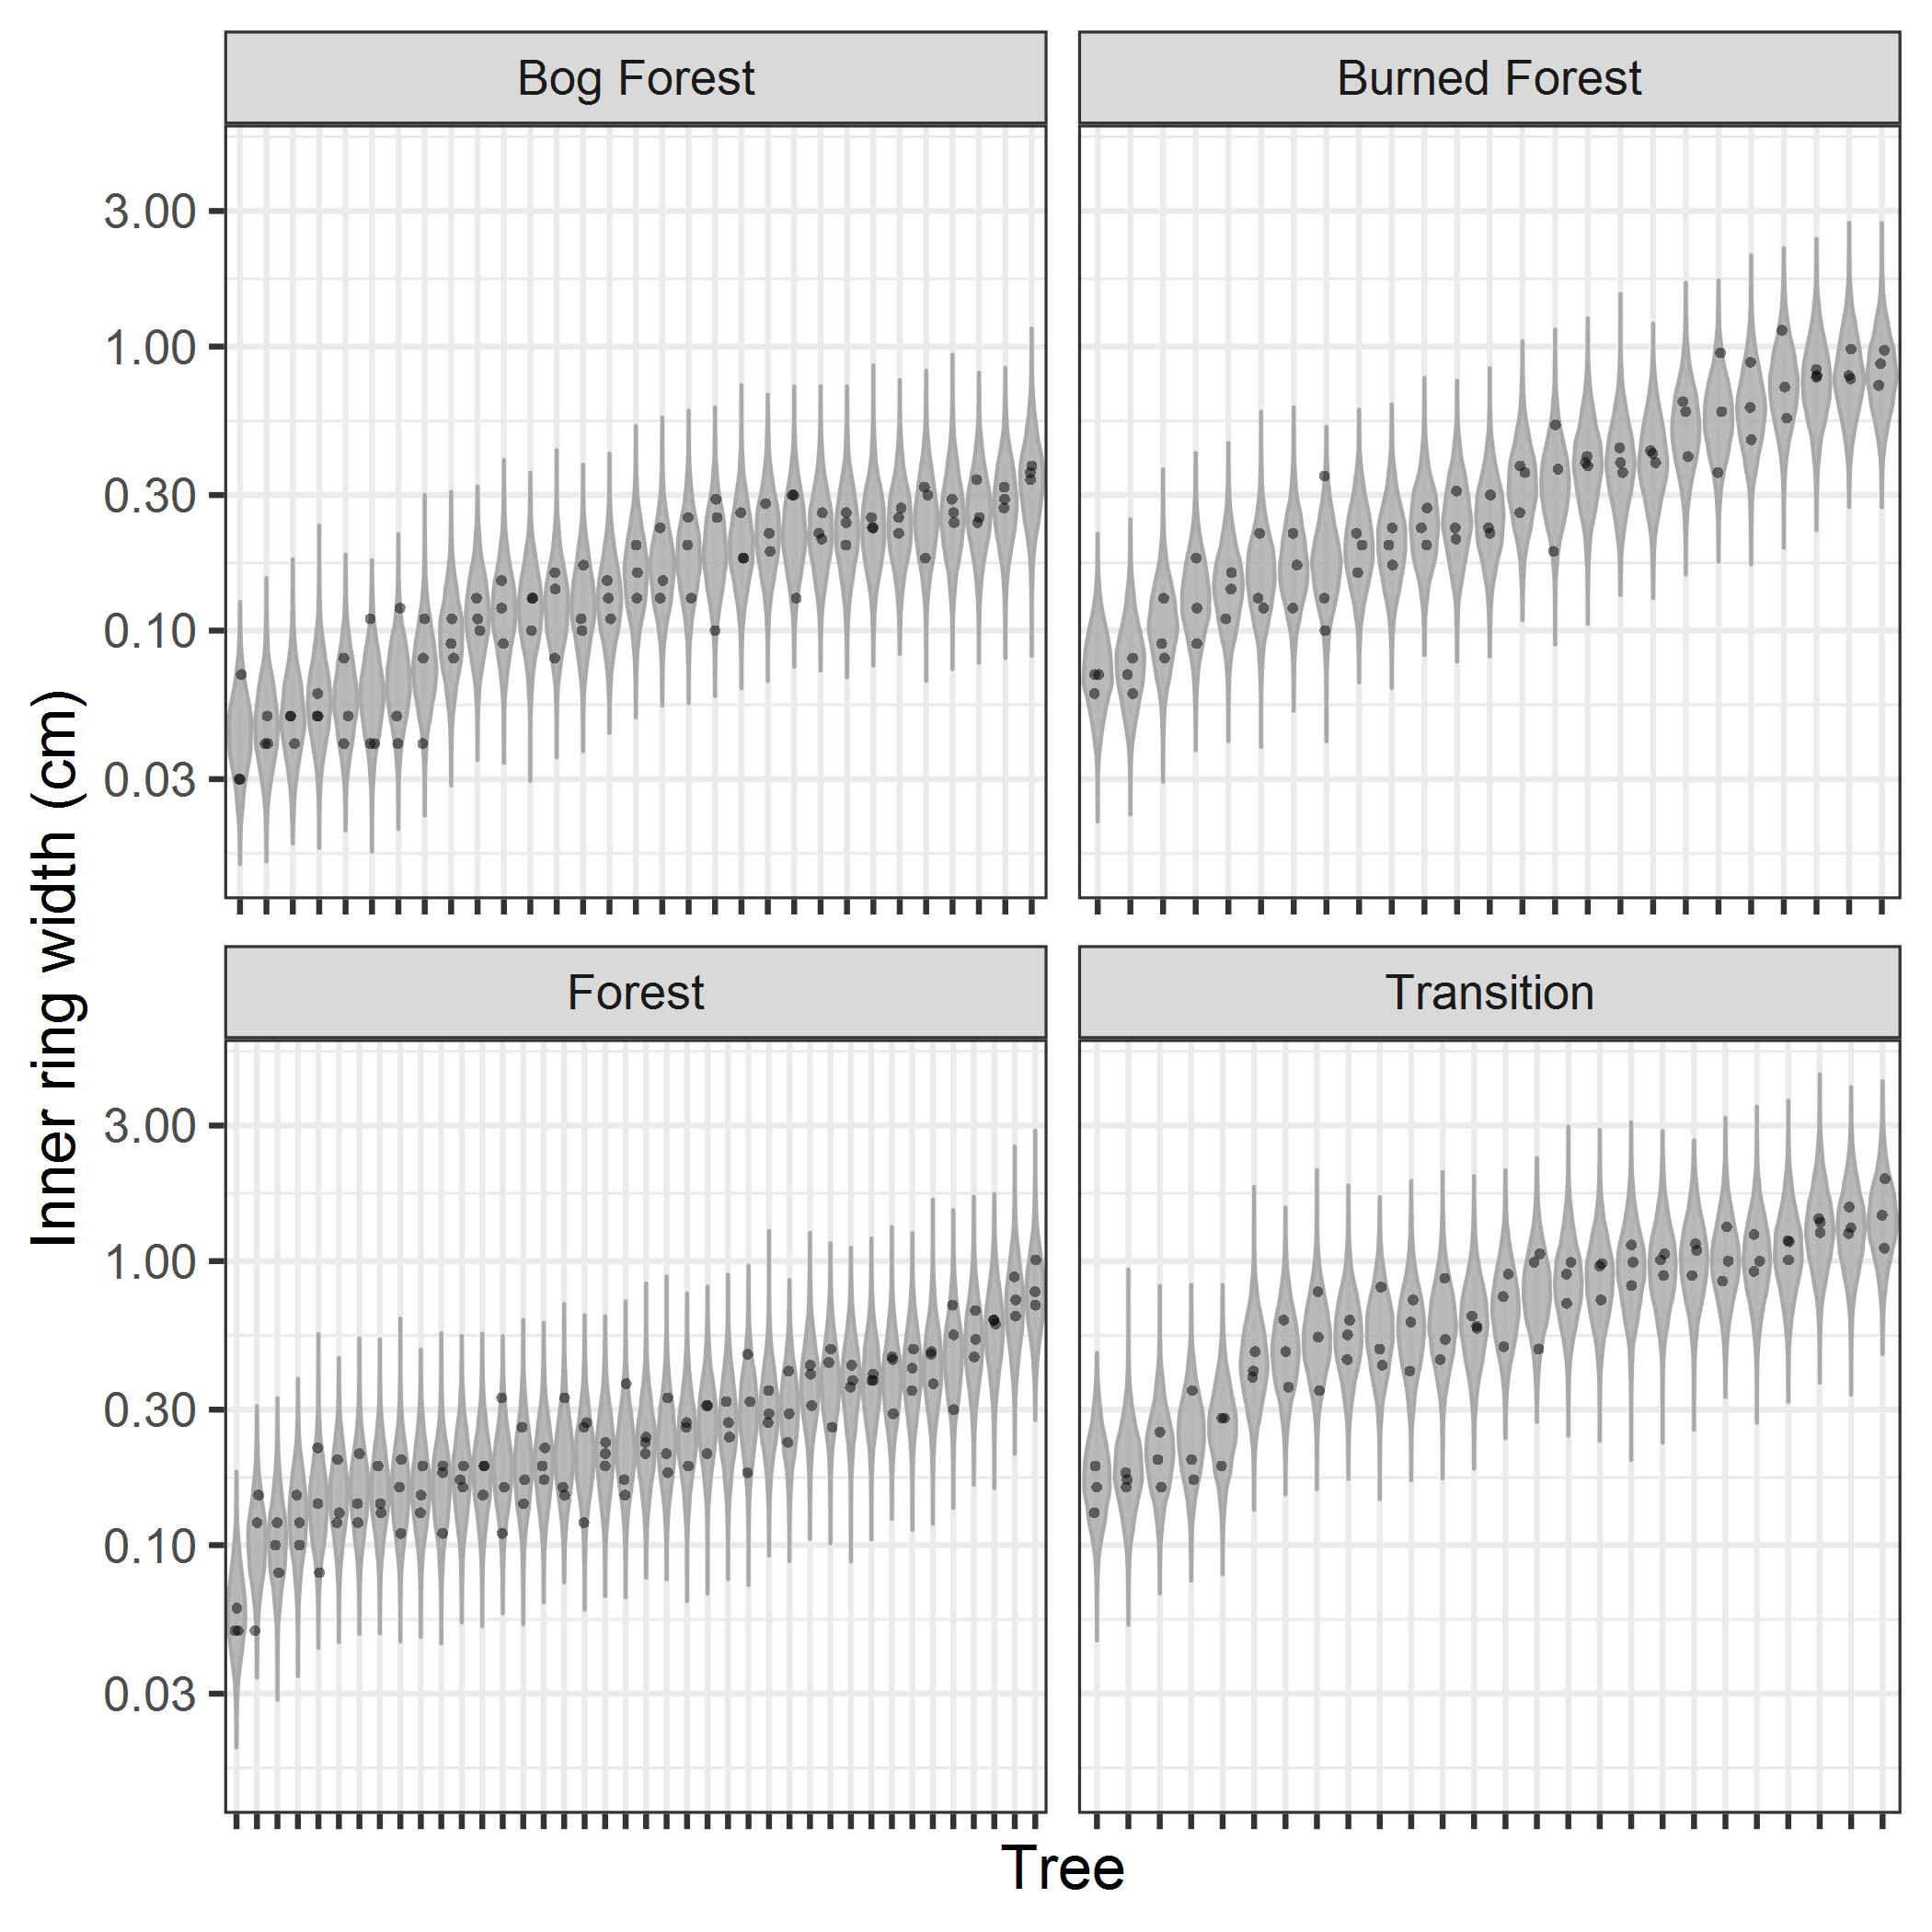 Bog Forest
Burned Forest
3.00
1.00
0.30
0.10
0.03
Forest
Transition
3.00
1.00
0.30
0.10
0.03
Inner ring width (cm)
Tree